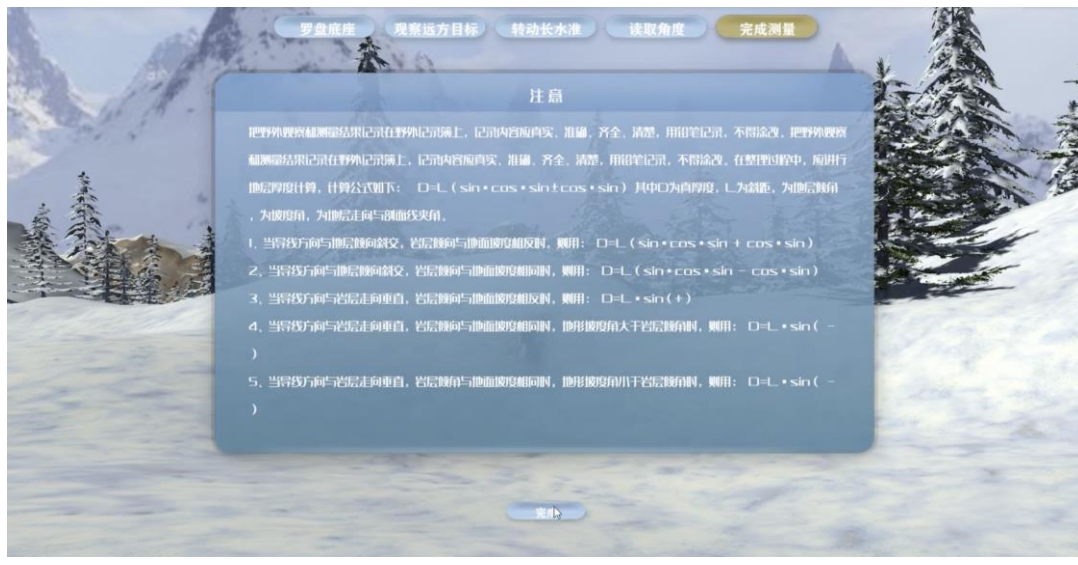 罗盘底座
观察远方目标
转动长水准
读取角度
完成测量
注意
把野外观察和测量结果记录在野外记录簿上，记录内容应真实、准确、齐全、清楚，用铅笔记录，不得涂改。把野外观察
和测量结果记录在野外记录簿上，记录内容应真实、准确、齐全、清楚，用铅笔记录，不得涂改。在整理过程中，应进行
地层厚度计算，计算公式如下： D=L(sin•cos•sin±cos•sin) 其中D为真厚度，L为斜距，为地层倾角
，为坡度角，为地层走向与剖面线夹角。
1、当导线方向与地层倾向斜交，岩层倾向与地面坡度相反时，则用： D=L(sin•cos•sin + cos•sin)
2、当导线方向与地层倾向斜交，岩层倾向与地面坡度相同时，则用： D=L(sin•cos•sin - cos•sin)
3、当导线方向与岩层走向垂直，岩层倾向与地面坡度相反时，则用： D=L•sin(+)
4、当导线方向与岩层走向垂直，岩层倾向与地面坡度相同时，地形坡度角大于岩层倾角时，则用： D=L•sin( -
)
5、当导线方向与岩层走向垂直，岩层倾角与地面坡度相同时，地形坡度角小于岩层倾角时，则用： D=L•sin( -
)
完成